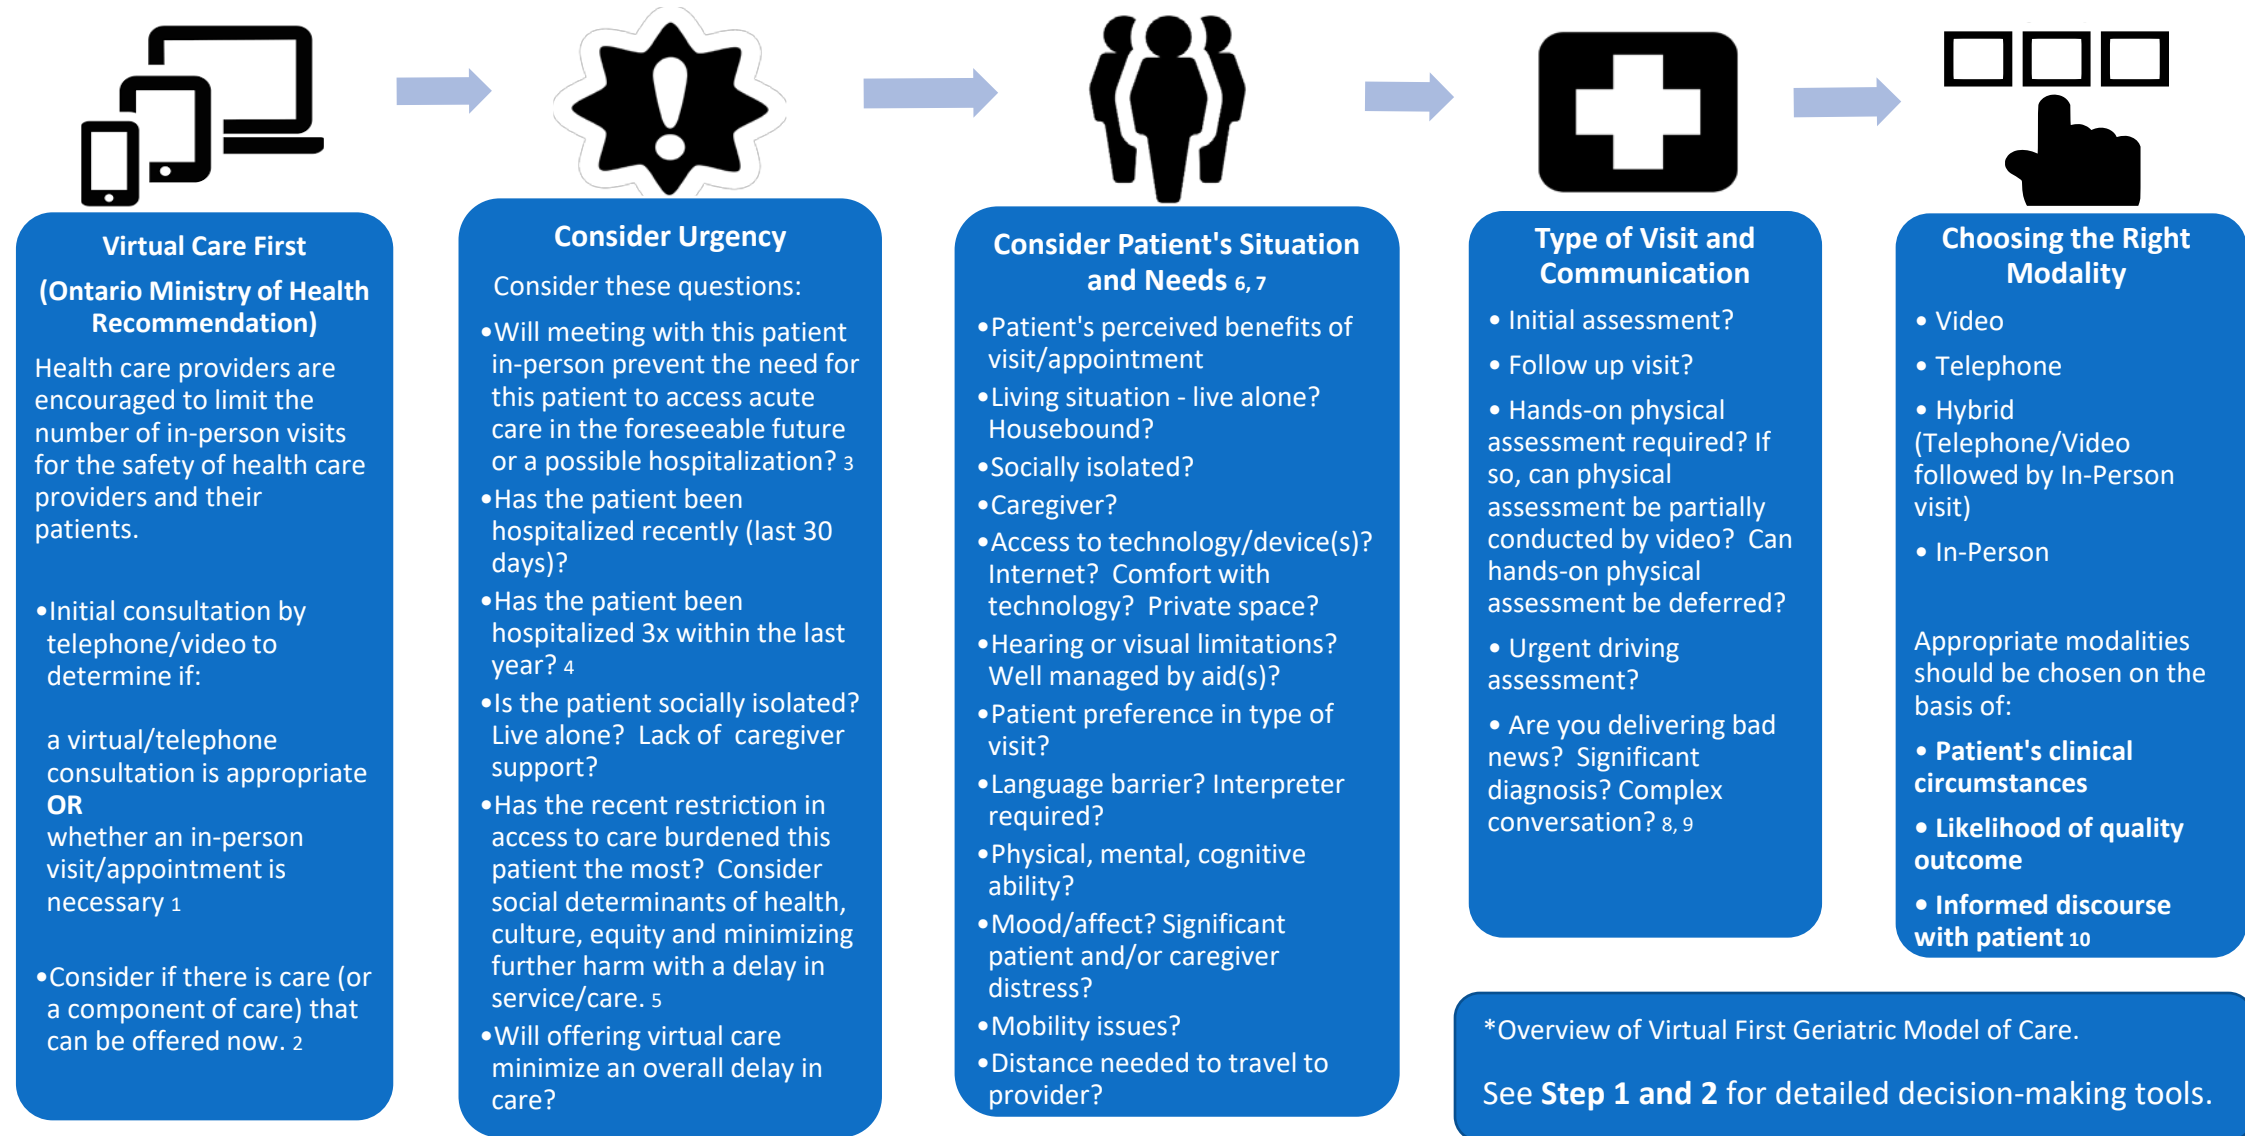 Virtual Care First
(Ontario Ministry of Health
Recommendation)
Health care providers are
encouraged to limit the
number of in-person visits
for the safety of health care
providers and their
patients.
•Initial consultation by
telephone/video to
determine if:
a virtual/telephone
consultation is appropriate
OR
whether an in-person
visit/appointment is
necessary 1
•Consider if there is care (or
a component of care) that
can be offered now. 2
Consider Urgency
Consider these questions:
•Will meeting with this patient
in-person prevent the need for
this patient to access acute
care in the foreseeable future
or a possible hospitalization? 3
•Has the patient been
hospitalized recently (last 30
days)?
•Has the patient been
hospitalized 3x within the last
year? 4
•Is the patient socially isolated?
Live alone? Lack of caregiver
support?
•Has the recent restriction in
access to care burdened this
patient the most? Consider
social determinants of health,
culture, equity and minimizing
further harm with a delay in
service/care. 5
•Will offering virtual care
minimize an overall delay in
care?
Consider Patient's Situation
and Needs 6, 7
•Patient's perceived benefits of
visit/appointment
•Living situation - live alone?
Housebound?
•Socially isolated?
•Caregiver?
•Access to technology/device(s)?
Internet? Comfort with
technology? Private space?
•Hearing or visual limitations?
Well managed by aid(s)?
•Patient preference in type of
visit?
•Language barrier? Interpreter
required?
•Physical, mental, cognitive
ability?
•Mood/affect? Significant
patient and/or caregiver
distress?
•Mobility issues?
•Distance needed to travel to
provider?
Type of Visit and
Communication
• Initial assessment?
• Follow up visit?
• Hands-on physical
assessment required? If
so, can physical
assessment be partially
conducted by video? Can
hands-on physical
assessment be deferred?
• Urgent driving
assessment?
• Are you delivering bad
news? Significant
diagnosis? Complex
conversation? 8, 9
Choosing the Right
Modality
• Video
• Telephone
• Hybrid
(Telephone/Video
followed by In-Person
visit)
• In-Person
Appropriate modalities
should be chosen on the
basis of:
• Patient's clinical
circumstances
• Likelihood of quality
outcome
• Informed discourse
with patient 10
*Overview of Virtual First Geriatric Model of Care.
See Step 1 and 2 for detailed decision-making tools.